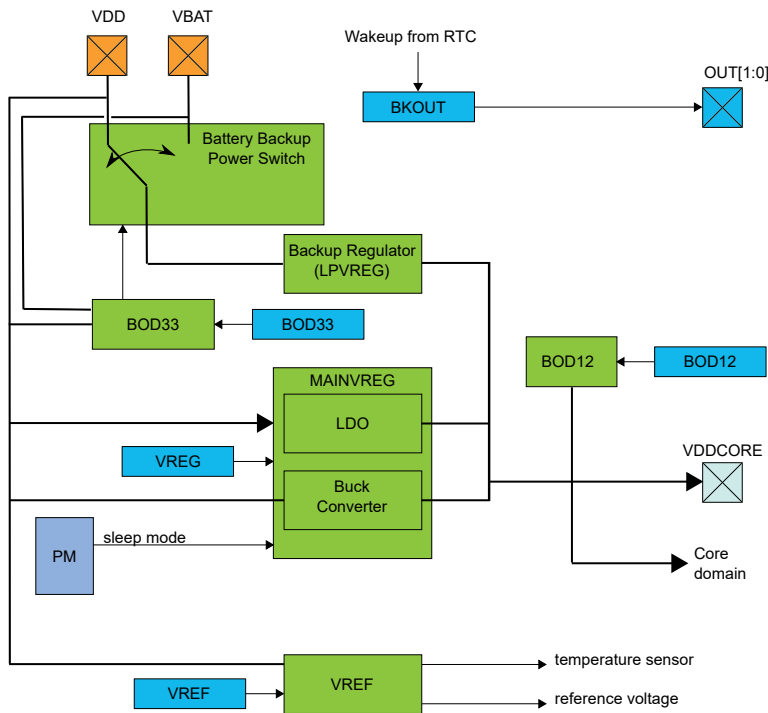 VDD
VBAT
Wakeup from RTC
OUT[1:0]
BKOUT
Battery Backup
Power Switch
Backup Regulator
(LPVREG)
BOD33
BOD33
BOD12
BOD12
MAINVREG
LDO
VREG
VDDCORE
Buck
Converter
sleep mode
PM
Core
domain
temperature sensor
VREF
VREF
reference voltage